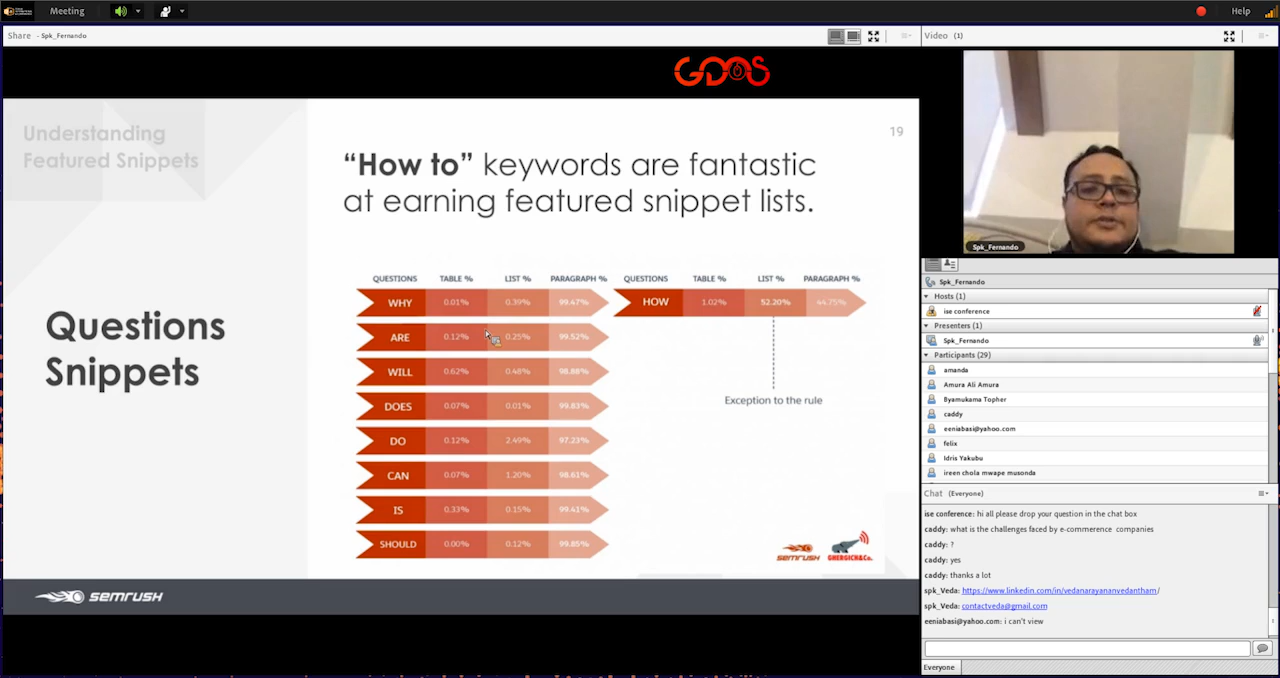 Meeting
Help
Share - Spk_Fernando
Video (1)
GDOS
Understanding
Featured Snippets
19
“How to” keywords are fantastic
at earning featured snippet lists.
Questions
Snippets
QUESTIONS TABLE % LIST % PARAGRAPH %
WHY 0.01% 0.39% 99.47%
ARE 0.12% 0.25% 99.52%
WILL 0.62% 0.48% 98.88%
DOES 0.07% 0.01% 99.83%
DO 0.12% 2.49% 97.23%
CAN 0.07% 1.20% 98.61%
IS 0.33% 0.15% 99.41%
SHOULD 0.00% 0.12% 99.85%
QUESTIONS TABLE % LIST % PARAGRAPH %
HOW 1.02% 52.20% 44.75%
Exception to the rule
SEMRUSH GHERGICH&Co.
SEMRUSH
Spk_Fernando
Spk_Fernando
Hosts (1)
ise conference
Presenters (1)
Spk_Fernando
Participants (29)
amanda
Amura Ali Amura
Byamukama Topher
caddy
eeniabasi@yahoo.com
felix
Idris Yakubu
ireen chola mwape musonda
Chat (Everyone)
ise conference: hi all please drop your question in the chat box
caddy: what is the challenges faced by e-commerence companies
caddy: ?
caddy: yes
caddy: thanks a lot
spk_Veda: https://www.linkedin.com/in/vedanarayananvedantham/
spk_Veda: contactveda@gmail.com
eeniabasi@yahoo.com: i can't view
Everyone